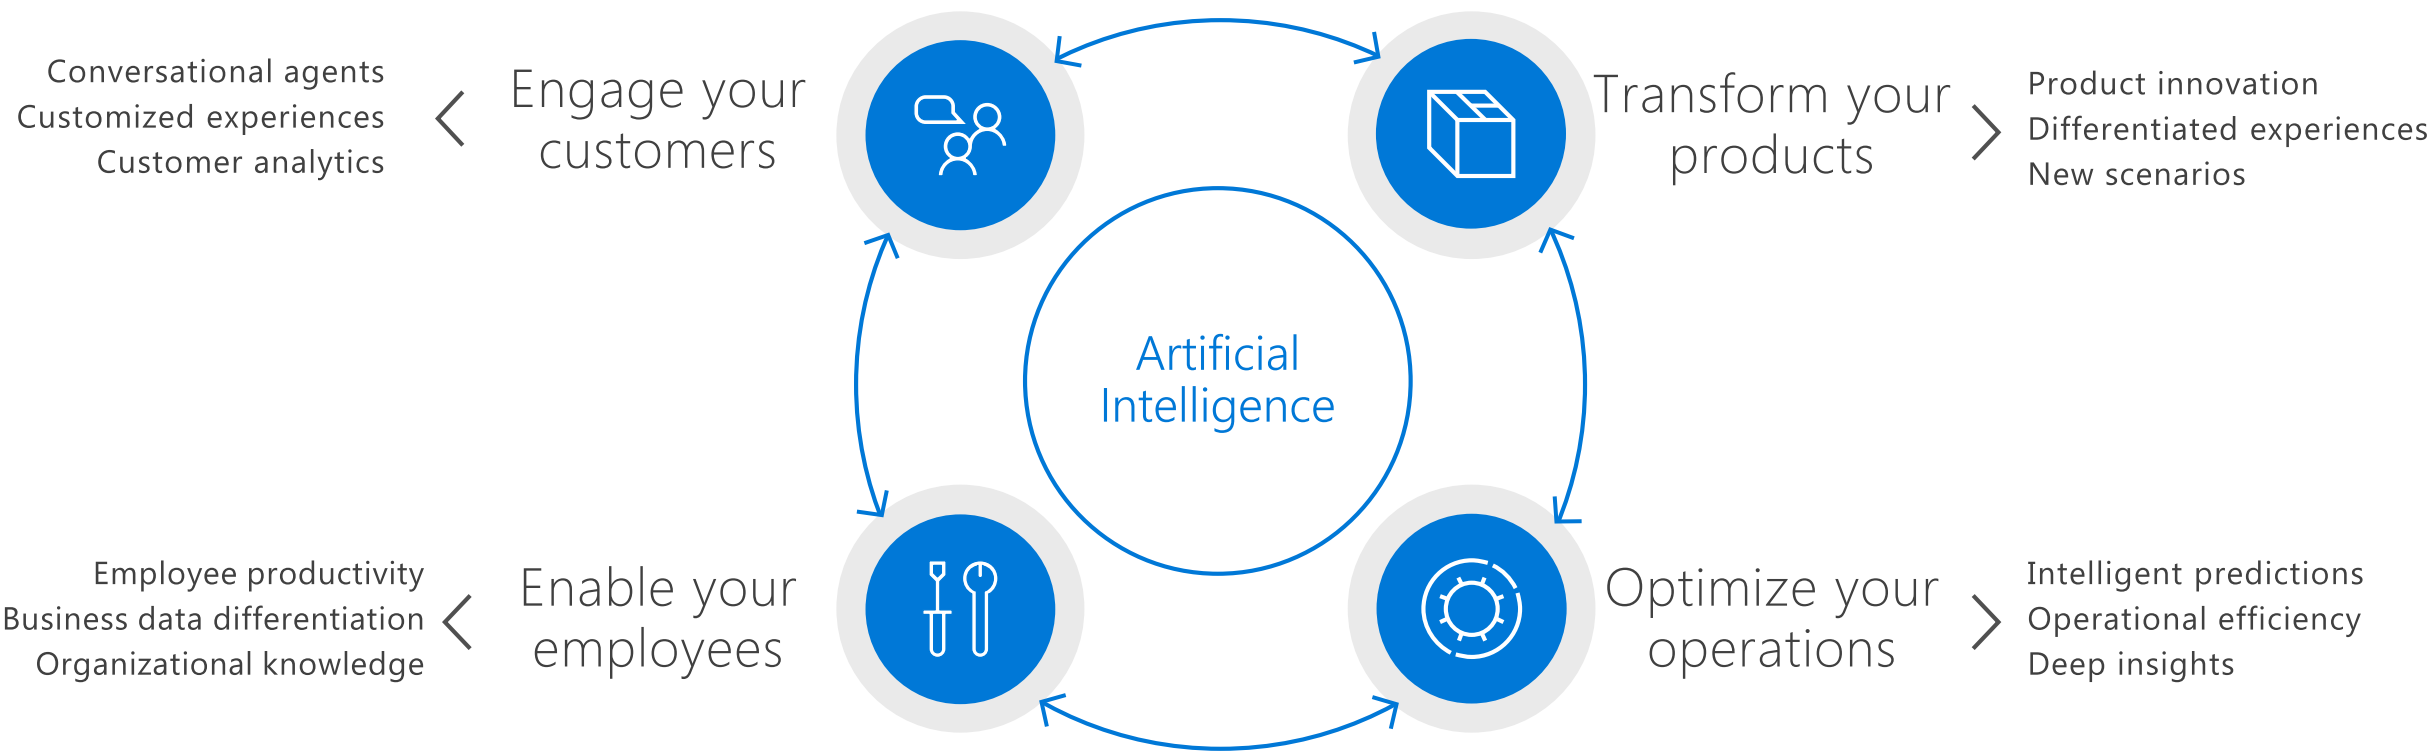 Conversational agents
Customized experiences
Customer analytics
Engage your
customers
Transform your
products
Product innovation
Differentiated experiences
New scenarios
Artificial
Intelligence
Employee productivity
Business data differentiation
Organizational knowledge
Enable your
employees
Optimize your
operations
Intelligent predictions
Operational efficiency
Deep insights